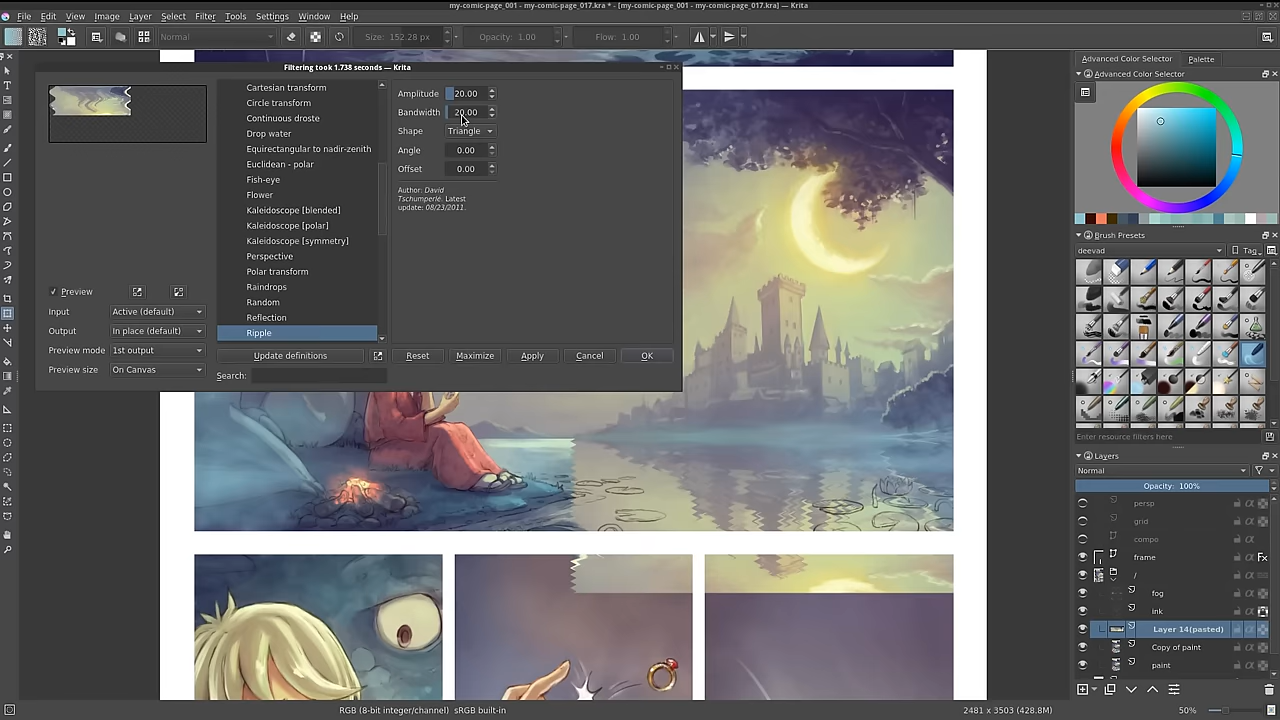 my-comic-page_001 - my-comic-page_017.kra * - [my-comic-page_001 - my-comic-page_017.kra] — Krita
File Edit View Image Layer Select Filter Tools Settings Window Help
Normal Size: 152.28 px Opacity: 1.00 Flow: 1.00
Filtering took 1.738 seconds — Krita
Cartesian transform
Circle transform
Continuous droste
Drop water
Equirectangular to nadir-zenith
Euclidean - polar
Fish-eye
Flower
Kaleidoscope [blended]
Kaleidoscope [polar]
Kaleidoscope [symmetry]
Perspective
Polar transform
Raindrops
Random
Reflection
Ripple
Amplitude 20.00
Bandwidth 20.00
Shape Triangle
Angle 0.00
Offset 0.00
Author: David
Tschumperlé. Latest
update: 08/23/2011.
Preview
Input Active (default)
Output In place (default)
Preview mode 1st output
Preview size On Canvas
Update definitions
Reset Maximize Apply Cancel OK
Search:
Advanced Color Selector Palette
Advanced Color Selector
Brush Presets
deevad Tag
Enter resource filters here
Layers
Normal
Opacity: 100%
persp
grid
compo
frame
Fx
/
fog
ink
Layer 14(pasted)
Copy of paint
paint
RGB (8-bit integer/channel) sRGB built-in 2481 x 3503 (428.8M) 50%